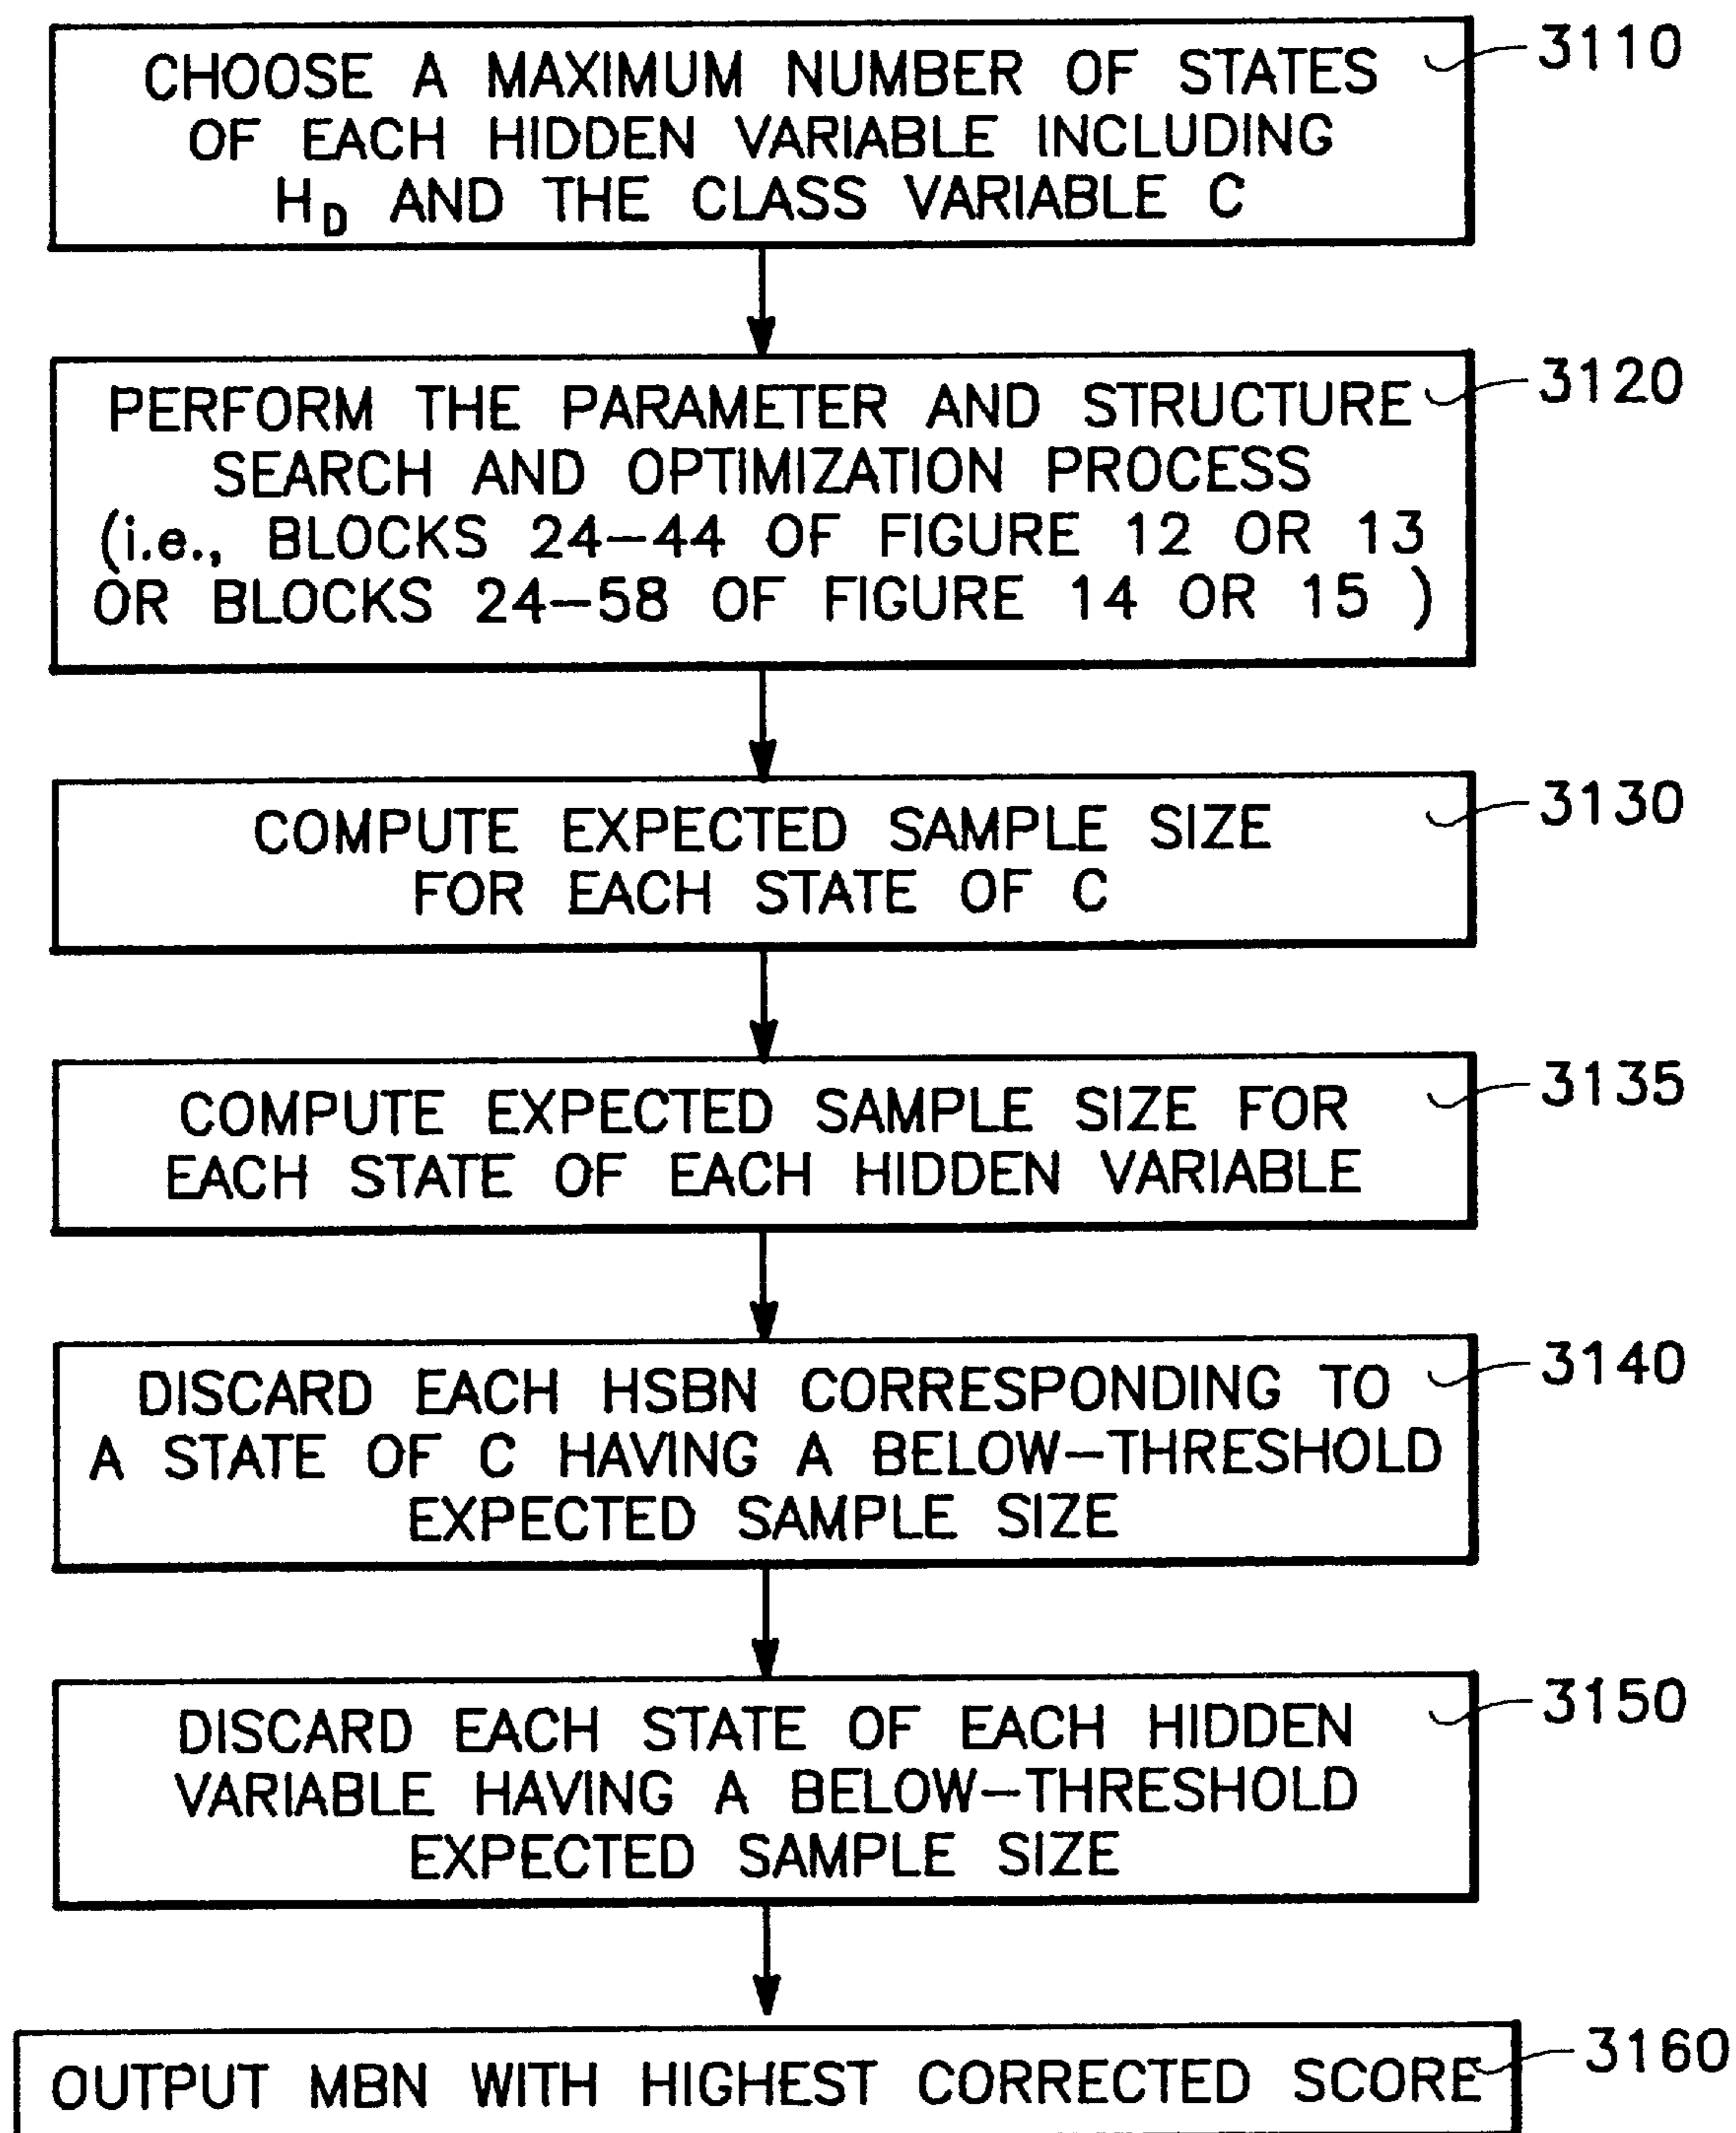 CHOOSE A MAXIMUM NUMBER OF STATES
OF EACH HIDDEN VARIABLE INCLUDING
H_D AND THE CLASS VARIABLE C
3110
PERFORM THE PARAMETER AND STRUCTURE
SEARCH AND OPTIMIZATION PROCESS
(i.e., BLOCKS 24-44 OF FIGURE 12 OR 13
OR BLOCKS 24-58 OF FIGURE 14 OR 15 )
3120
COMPUTE EXPECTED SAMPLE SIZE
FOR EACH STATE OF C
3130
COMPUTE EXPECTED SAMPLE SIZE FOR
EACH STATE OF EACH HIDDEN VARIABLE
3135
DISCARD EACH HSBN CORRESPONDING TO
A STATE OF C HAVING A BELOW-THRESHOLD
EXPECTED SAMPLE SIZE
3140
DISCARD EACH STATE OF EACH HIDDEN
VARIABLE HAVING A BELOW-THRESHOLD
EXPECTED SAMPLE SIZE
3150
OUTPUT MBN WITH HIGHEST CORRECTED SCORE
3160